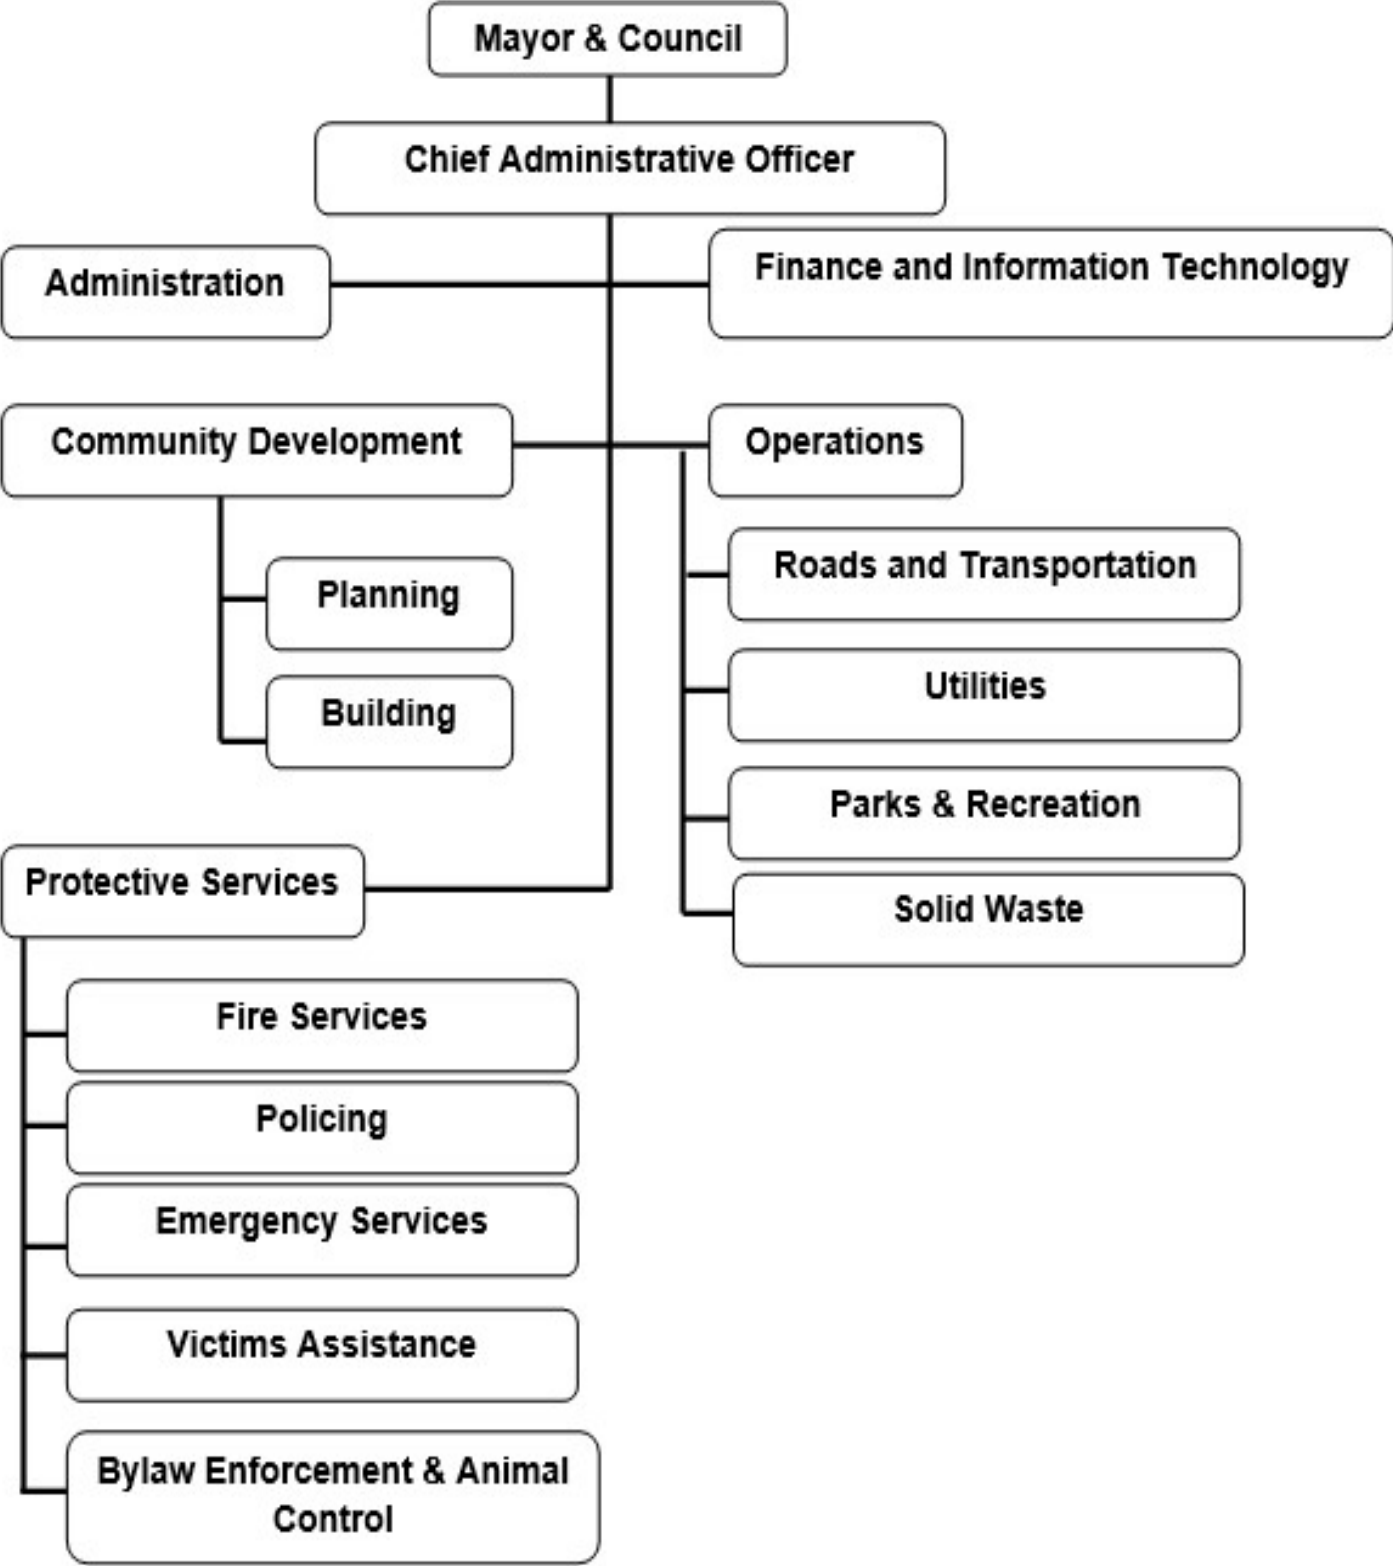 Mayor & Council
Chief Administrative Officer
Administration
Finance and Information Technology
Community Development
Operations
Planning
Building
Roads and Transportation
Utilities
Parks & Recreation
Solid Waste
Protective Services
Fire Services
Policing
Emergency Services
Victims Assistance
Bylaw Enforcement & Animal
Control